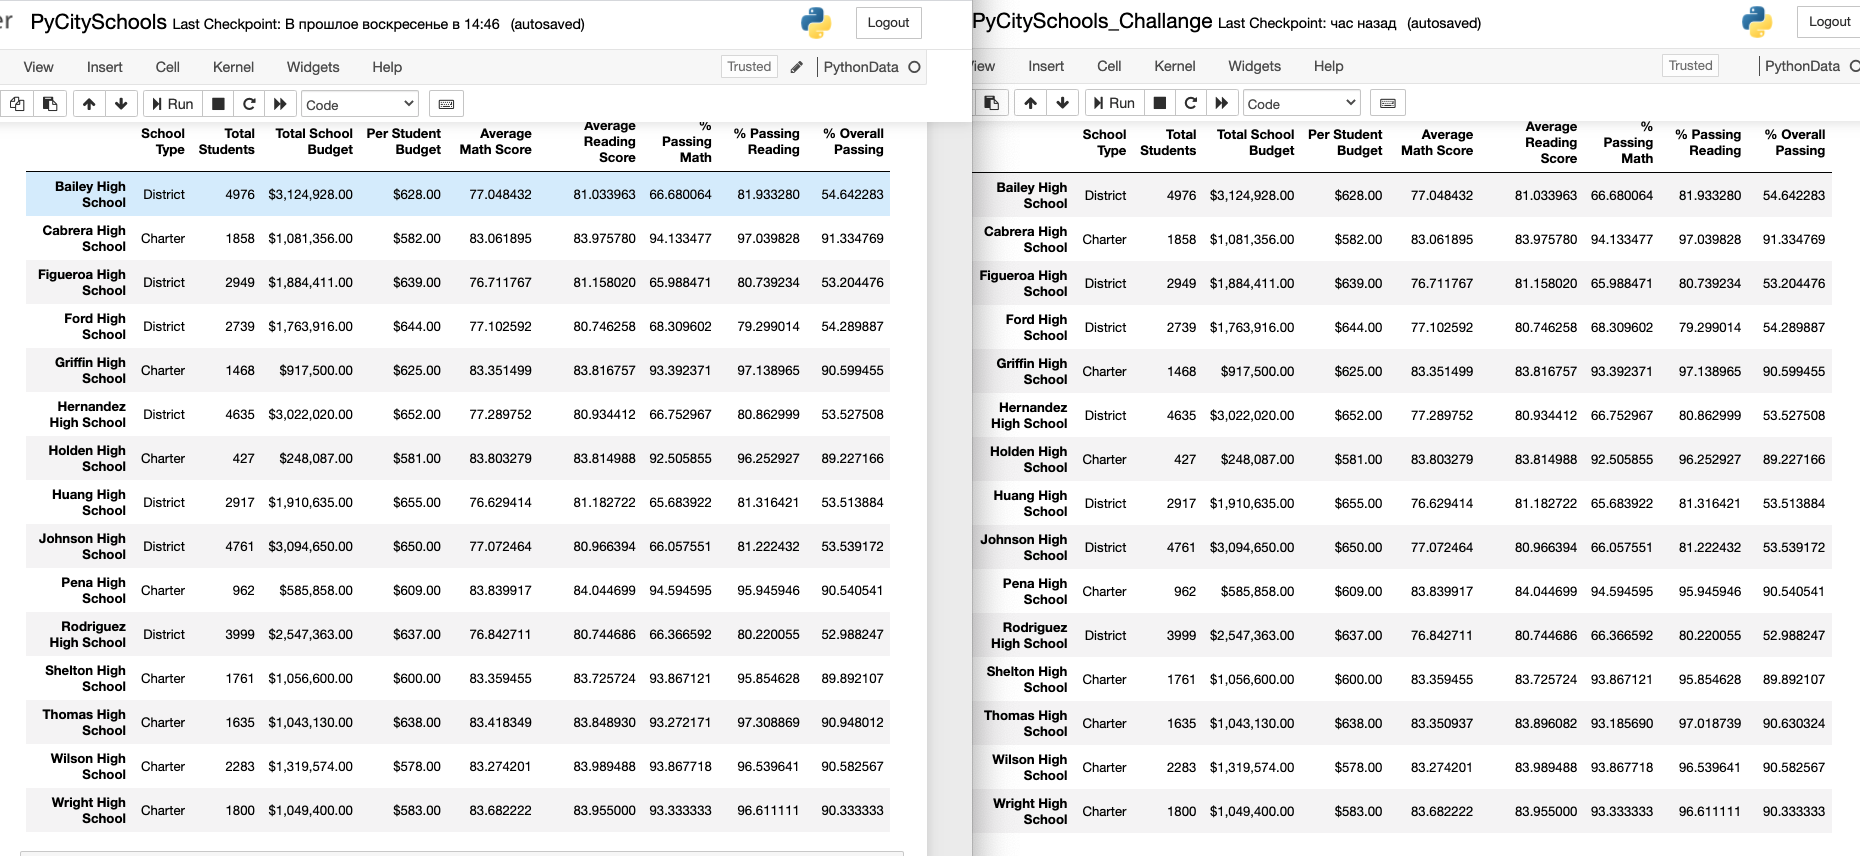 er PyCitySchools Last Checkpoint: В прошлое воскресенье в 14:46 (autosaved) Logout
View Insert Cell Kernel Widgets Help Trusted PythonData
Run Code
School Type Total Students Total School Budget Per Student Budget Average Math Score Average Reading Score % Passing Math % Passing Reading % Overall Passing
Bailey High School District 4976 $3,124,928.00 $628.00 77.048432 81.033963 66.680064 81.933280 54.642283
Cabrera High School Charter 1858 $1,081,356.00 $582.00 83.061895 83.975780 94.133477 97.039828 91.334769
Figueroa High School District 2949 $1,884,411.00 $639.00 76.711767 81.158020 65.988471 80.739234 53.204476
Ford High School District 2739 $1,763,916.00 $644.00 77.102592 80.746258 68.309602 79.299014 54.289887
Griffin High School Charter 1468 $917,500.00 $625.00 83.351499 83.816757 93.392371 97.138965 90.599455
Hernandez High School District 4635 $3,022,020.00 $652.00 77.289752 80.934412 66.752967 80.862999 53.527508
Holden High School Charter 427 $248,087.00 $581.00 83.803279 83.814988 92.505855 96.252927 89.227166
Huang High School District 2917 $1,910,635.00 $655.00 76.629414 81.182722 65.683922 81.316421 53.513884
Johnson High School District 4761 $3,094,650.00 $650.00 77.072464 80.966394 66.057551 81.222432 53.539172
Pena High School Charter 962 $585,858.00 $609.00 83.839917 84.044699 94.594595 95.945946 90.540541
Rodriguez High School District 3999 $2,547,363.00 $637.00 76.842711 80.744686 66.366592 80.220055 52.988247
Shelton High School Charter 1761 $1,056,600.00 $600.00 83.359455 83.725724 93.867121 95.854628 89.892107
Thomas High School Charter 1635 $1,043,130.00 $638.00 83.418349 83.848930 93.272171 97.308869 90.948012
Wilson High School Charter 2283 $1,319,574.00 $578.00 83.274201 83.989488 93.867718 96.539641 90.582567
Wright High School Charter 1800 $1,049,400.00 $583.00 83.682222 83.955000 93.333333 96.611111 90.333333
PyCitySchools_Challange Last Checkpoint: час назад (autosaved) Logout
View Insert Cell Kernel Widgets Help Trusted PythonData
Run Code
School Type Total Students Total School Budget Per Student Budget Average Math Score Average Reading Score % Passing Math % Passing Reading % Overall Passing
Bailey High School District 4976 $3,124,928.00 $628.00 77.048432 81.033963 66.680064 81.933280 54.642283
Cabrera High School Charter 1858 $1,081,356.00 $582.00 83.061895 83.975780 94.133477 97.039828 91.334769
Figueroa High School District 2949 $1,884,411.00 $639.00 76.711767 81.158020 65.988471 80.739234 53.204476
Ford High School District 2739 $1,763,916.00 $644.00 77.102592 80.746258 68.309602 79.299014 54.289887
Griffin High School Charter 1468 $917,500.00 $625.00 83.351499 83.816757 93.392371 97.138965 90.599455
Hernandez High School District 4635 $3,022,020.00 $652.00 77.289752 80.934412 66.752967 80.862999 53.527508
Holden High School Charter 427 $248,087.00 $581.00 83.803279 83.814988 92.505855 96.252927 89.227166
Huang High School District 2917 $1,910,635.00 $655.00 76.629414 81.182722 65.683922 81.316421 53.513884
Johnson High School District 4761 $3,094,650.00 $650.00 77.072464 80.966394 66.057551 81.222432 53.539172
Pena High School Charter 962 $585,858.00 $609.00 83.839917 84.044699 94.594595 95.945946 90.540541
Rodriguez High School District 3999 $2,547,363.00 $637.00 76.842711 80.744686 66.366592 80.220055 52.988247
Shelton High School Charter 1761 $1,056,600.00 $600.00 83.359455 83.725724 93.867121 95.854628 89.892107
Thomas High School Charter 1635 $1,043,130.00 $638.00 83.350937 83.896082 93.185690 97.018739 90.630324
Wilson High School Charter 2283 $1,319,574.00 $578.00 83.274201 83.989488 93.867718 96.539641 90.582567
Wright High School Charter 1800 $1,049,400.00 $583.00 83.682222 83.955000 93.333333 96.611111 90.333333